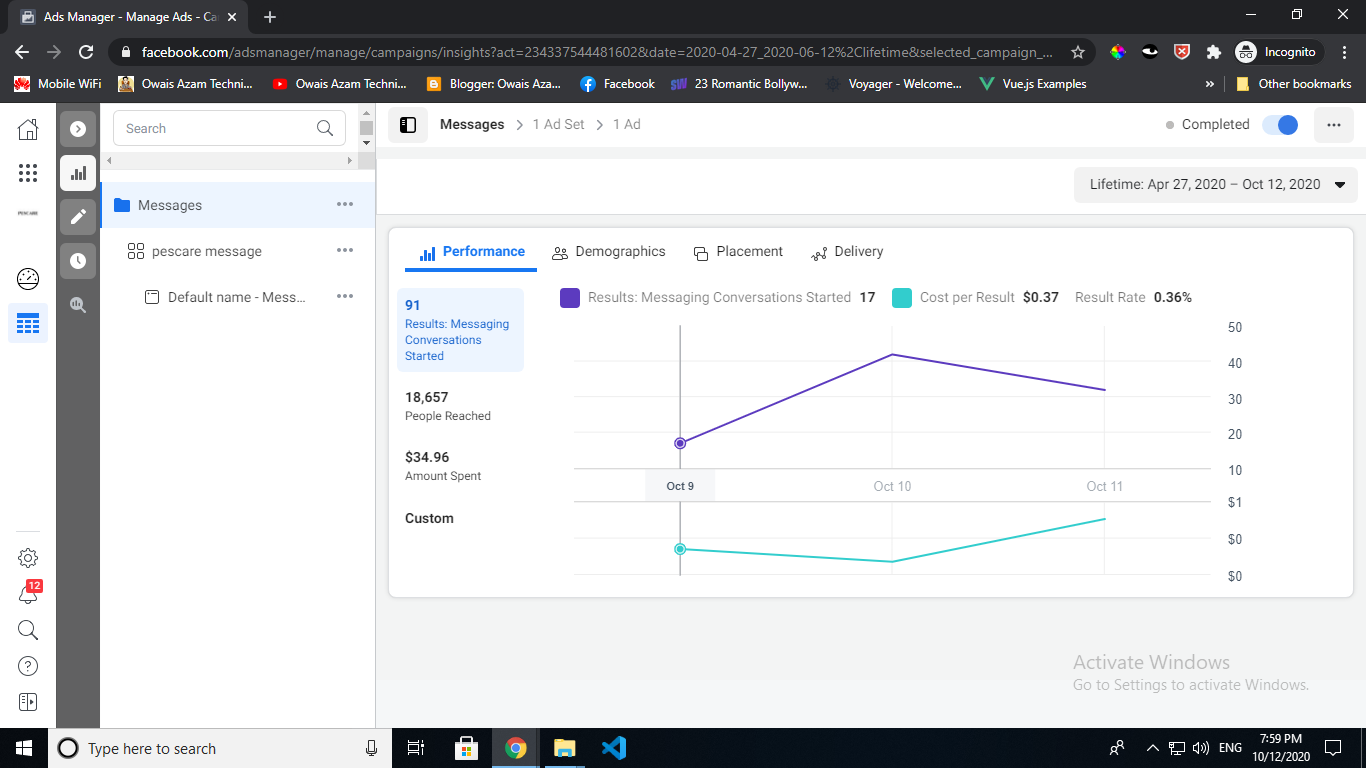 Ads Manager - Manage Ads - Ca
facebook.com/adsmanager/manage/campaigns/insights?act=2343375444816602&date=2020-04-27_2020-06-12%2Clifetime&selected_campaign_...
Incognito
Mobile WiFi
Owais Azam Techni...
Owais Azam Techni...
Blogger: Owais Aza...
Facebook
SW
23 Romantic Bollyw...
Voyager - Welcome...
Vue.js Examples
»
Other bookmarks
Search
Messages
1 Ad Set
1 Ad
Completed
Lifetime: Apr 27, 2020 – Oct 12, 2020
PESCARE
Messages
pescare message
Default name - Mess...
Performance
Demographics
Placement
Delivery
91
Results: Messaging
Conversations
Started
18,657
People Reached
$34.96
Amount Spent
Custom
Results: Messaging Conversations Started 17
Cost per Result $0.37
Result Rate 0.36%
50
40
30
20
10
Oct 9
Oct 10
Oct 11
$1
$0
$0
12
Activate Windows
Go to Settings to activate Windows.
Type here to search
ENG
7:59 PM
10/12/2020